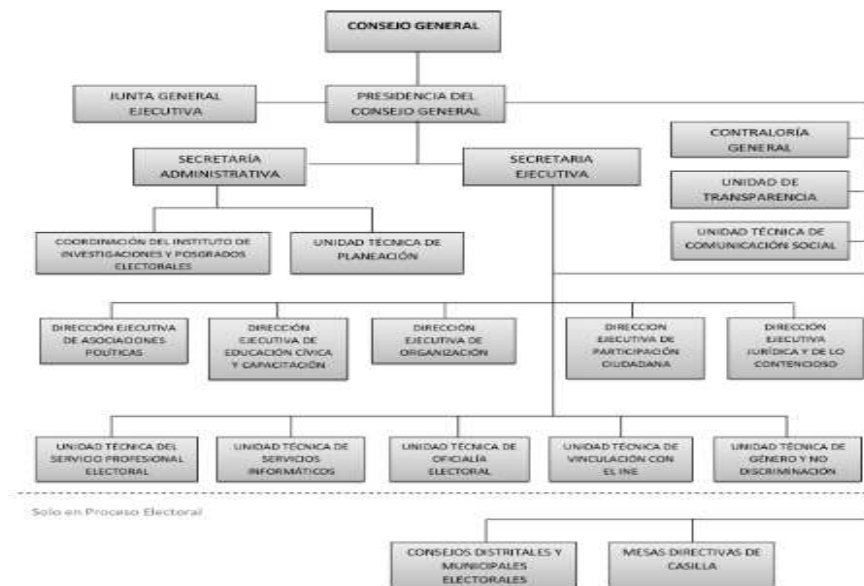 CONSEJO GENERAL
JUNTA GENERAL
EJECUTIVA
PRESIDENCIA DEL
CONSEJO GENERAL
CONTRALORÍA
GENERAL
SECRETARÍA
ADMINISTRATIVA
SECRETARIA
EJECUTIVA
UNIDAD DE
TRANSPARENCIA
UNIDAD TÉCNICA DE
COMUNICACIÓN SOCIAL
COORDINACIÓN DEL INSTITUTO DE
INVESTIGACIONES Y POSGRADOS
ELECTORALES
UNIDAD TÉCNICA DE
PLANEACIÓN
DIRECCIÓN EJECUTIVA
DE ASOCIACIONES
POLÍTICAS
DIRECCIÓN
EJECUTIVA DE
EDUCACIÓN CÍVICA
Y CAPACITACIÓN
DIRECCIÓN
EJECUTIVA DE
ORGANIZACIÓN
DIRECCION
EJECUTIVA DE
PARTICIPACIÓN
CIUDADANA
DIRECCIÓN
EJECUTIVA
JURÍDICA Y DE LO
CONTENCIOSO
UNIDAD TÉCNICA DEL
SERVICIO PROFESIONAL
ELECTORAL
UNIDAD TÉCNICA DE
SERVICIOS
INFORMÁTICOS
UNIDAD TÉCNICA DE
OFICIALÍA
ELECTORAL
UNIDAD TÉCNICA DE
VINCULACIÓN CON
EL INE
UNIDAD TÉCNICA DE
GÉNERO Y NO
DISCRIMINACIÓN
Solo en Proceso Electoral
CONSEJOS DISTRITALES Y
MUNICIPALES
ELECTORALES
MESAS DIRECTIVAS DE
CASILLA